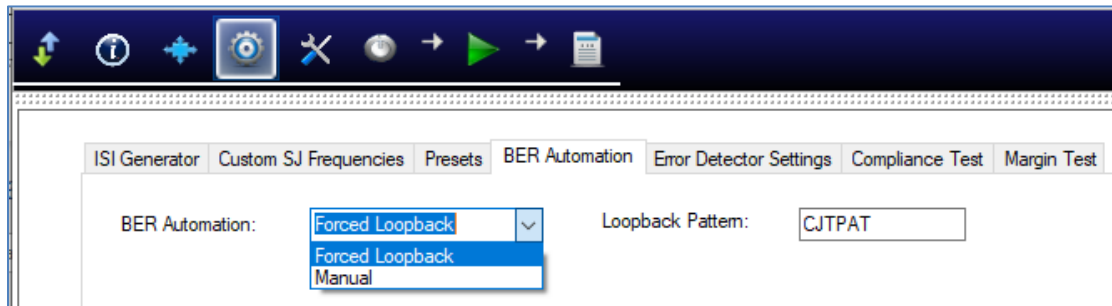 ISI Generator Custom SJ Frequencies Presets BER Automation Error Detector Settings Compliance Test Margin Test
BER Automation: Forced Loopback Loopback Pattern: CJTPAT
Forced Loopback
Manual